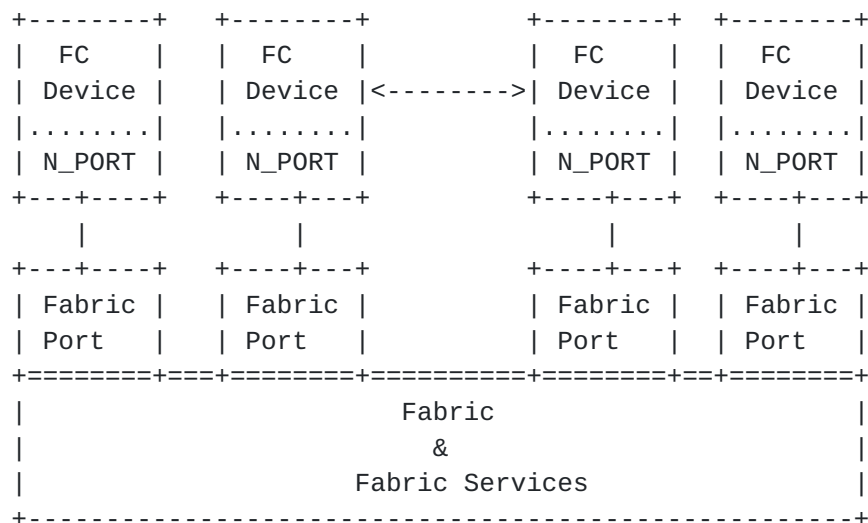 +--------+   +--------+          +--------+  +--------+
|  FC    |   |  FC    |          |  FC    |  |  FC    |
| Device |   | Device |<-------->| Device |  | Device |
|........|   |........|          |........|  |........|
| N_PORT |   | N_PORT |          | N_PORT |  | N_PORT |
+---+----+   +----+---+          +----+---+  +----+---+
    |             |                   |           |
+---+----+   +----+---+          +----+---+  +----+---+
| Fabric |   | Fabric |          | Fabric |  | Fabric |
| Port   |   | Port   |          | Port   |  | Port   |
+========+===+========+==========+========+==+========+
|                        Fabric                       |
|                          &                          |
|                     Fabric Services                 |
+-----------------------------------------------------+